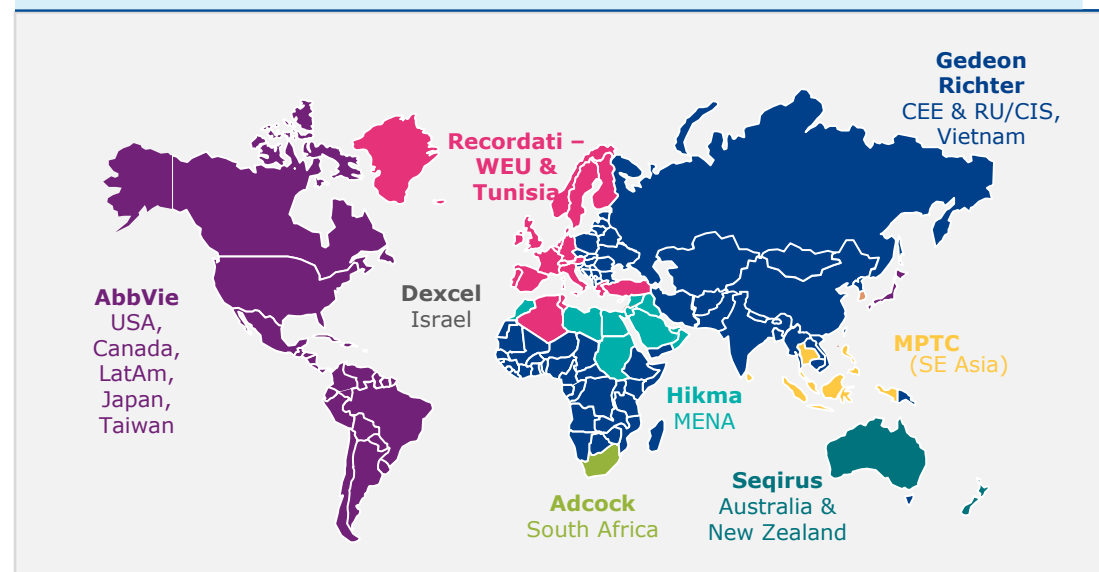 Gedeon
Richter
CEE & RU/CIS,
Vietnam
Recordati –
WEU &
Tunisia
AbbVie
USA,
Canada,
LatAm,
Japan,
Taiwan
Dexcel
Israel
MPTC
(SE Asia)
Hikma
MENA
Seqirus
Australia &
New Zealand
Adcock
South Africa